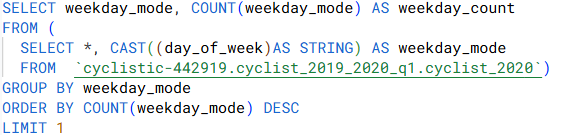 SELECT weekday_mode, COUNT(weekday_mode) AS weekday_count
FROM (
SELECT *, CAST((day_of_week)AS STRING) AS weekday_mode
FROM `cyclistic-442919.cyclist_2019_2020_q1.cyclist_2020`)
GROUP BY weekday_mode
ORDER BY COUNT(weekday_mode) DESC
LIMIT 1